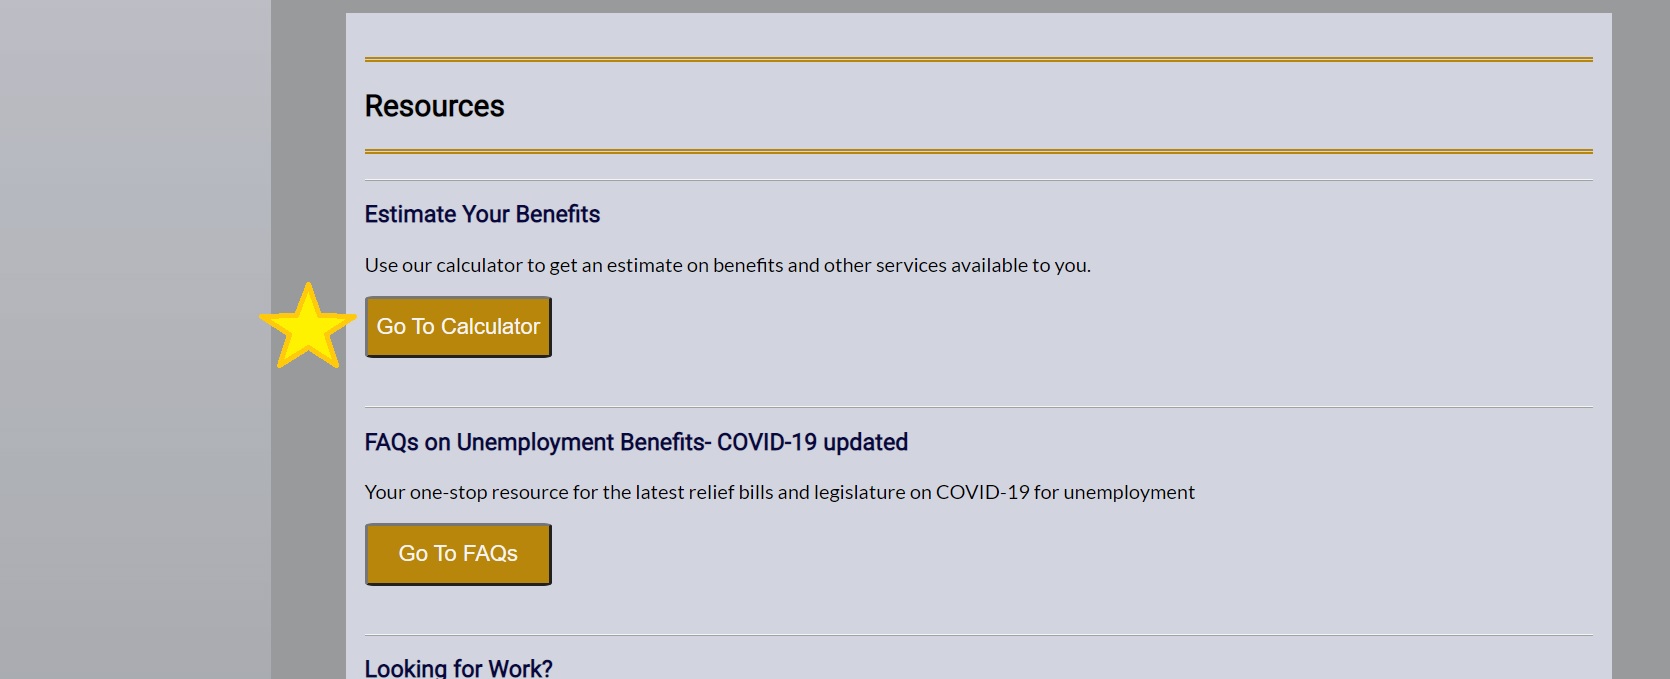 Resources
Estimate Your Benefits
Use our calculator to get an estimate on benefits and other services available to you.
Go To Calculator
FAQs on Unemployment Benefits- COVID-19 updated
Your one-stop resource for the latest relief bills and legislature on COVID-19 for unemployment
Go To FAQs
Looking for Work?